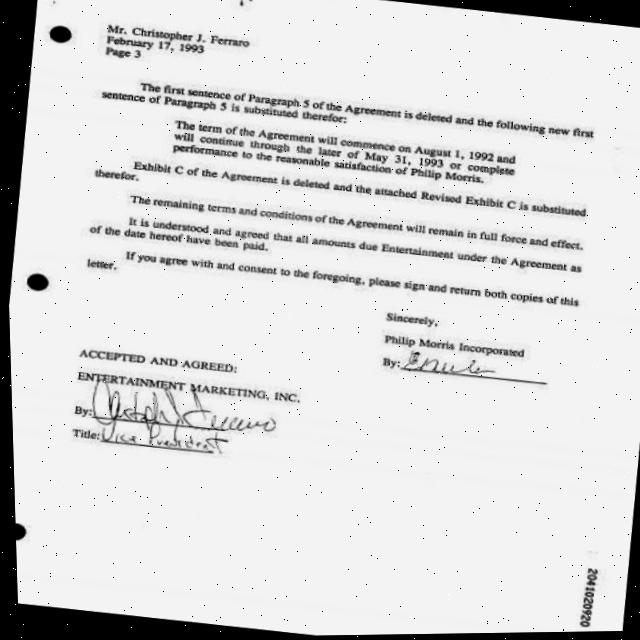 Mr. Christopher J. Ferraro
February 17, 1993
Page 3
The first sentence of Paragraph 5 of the Agreement is deleted and the following new first
sentence of Paragraph 5 is substituted therefor:
The term of the Agreement will commence on August 1, 1992 and
will continue through the later of May 31, 1993 or complete
performance to the reasonable satisfaction of Philip Morris.
Exhibit C of the Agreement is deleted and the attached Revised Exhibit C is substituted
therefor.
The remaining terms and conditions of the Agreement will remain in full force and effect.
It is understood and agreed that all amounts due Entertainment under the Agreement as
of the date hereof have been paid.
If you agree with and consent to the foregoing, please sign and return both copies of this
letter.
Sincerely,
Philip Morris Incorporated
By:
ACCEPTED AND AGREED:
ENTERTAINMENT MARKETING, INC.
By: Christoph J Ferraro
Title: Vice President
2041020920